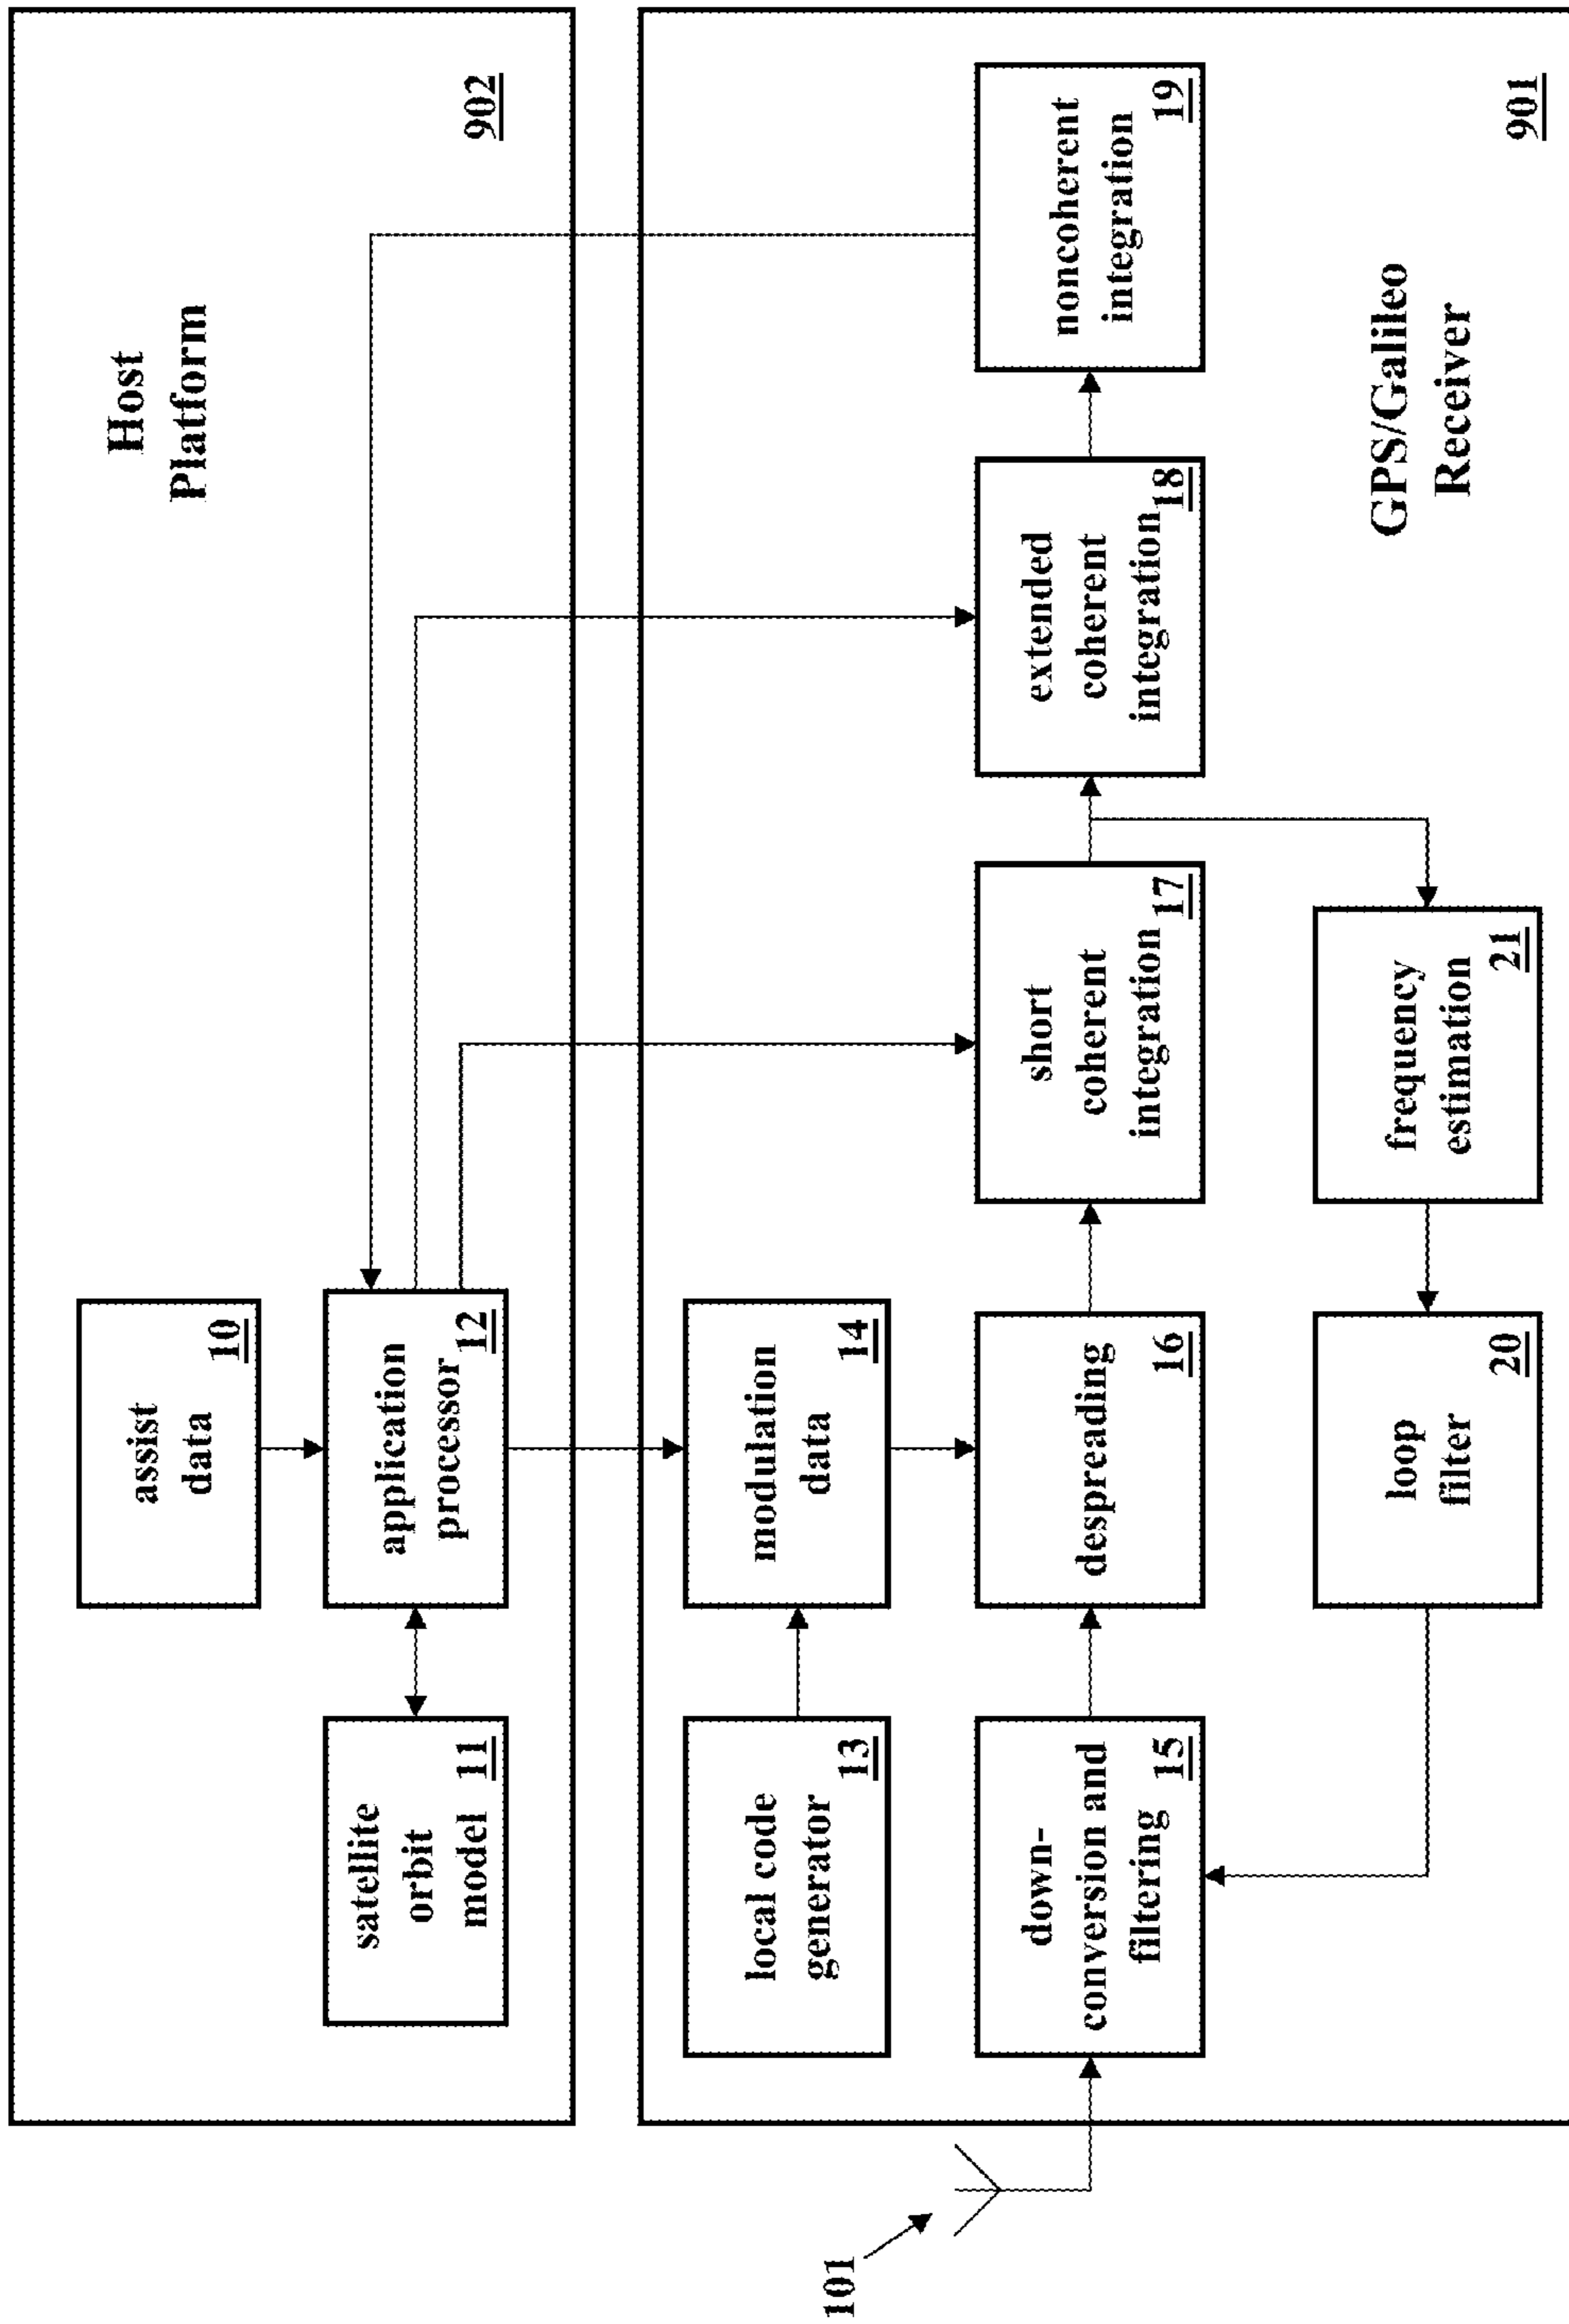 Host
Platform
902
assist
data
10
satellite
orbit
model 11
application
processor
12
local code
generator
13
modulation
data
14
101
down-
conversion and
filtering 15
despreading
16
short
coherent
integration
17
extended
coherent
integration
18
noncoherent
integration
19
loop
filter
20
frequency
estimation
21
GPS/Galileo
Receiver
901